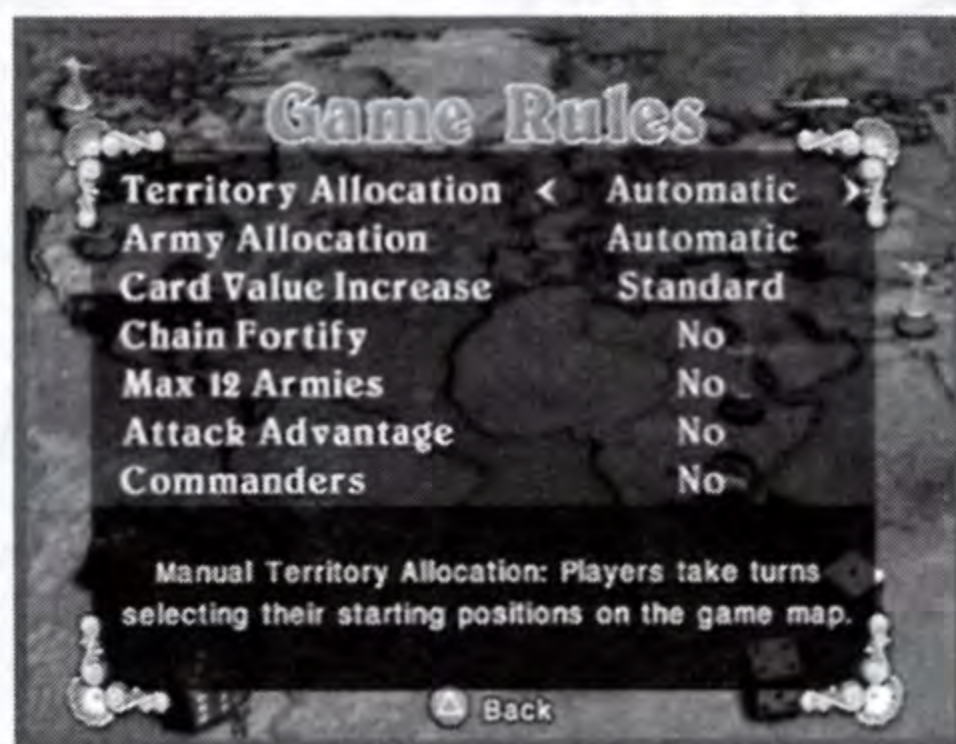 Game Rules
Territory Allocation < Automatic >
Army Allocation Automatic
Card Value Increase Standard
Chain Fortify No
Max 12 Armies No
Attack Advantage No
Commanders No
Manual Territory Allocation: Players take turns
selecting their starting positions on the game map.
Back